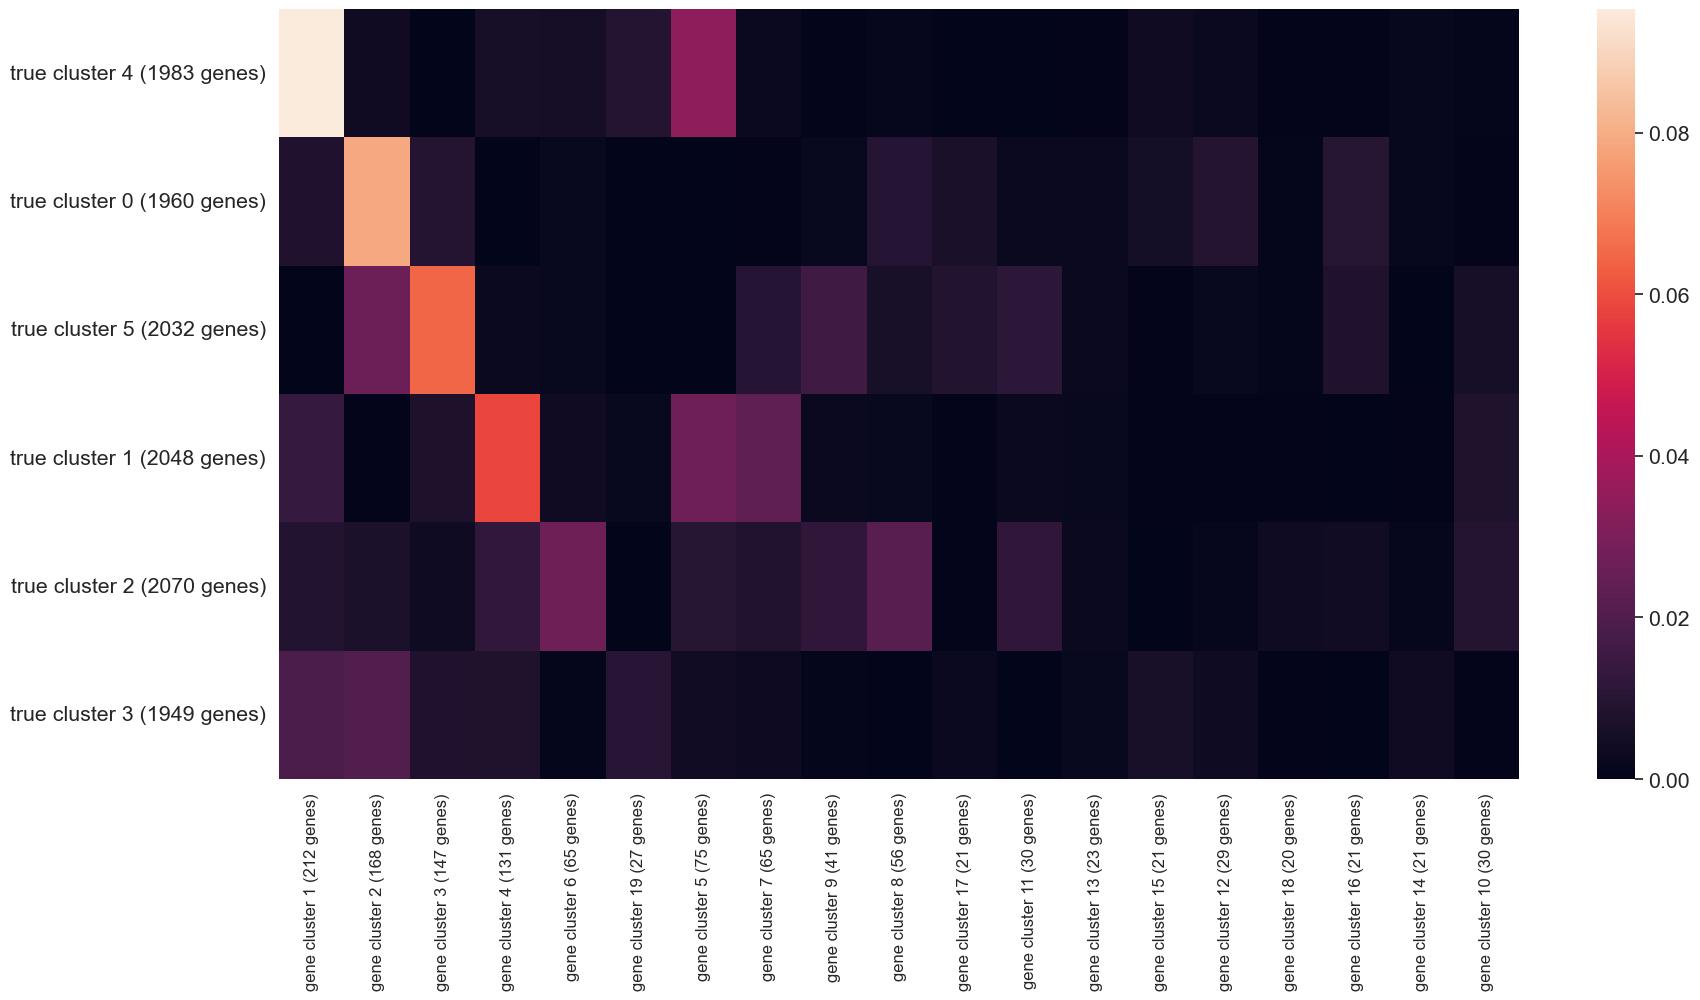 true cluster 4 (1983 genes)
true cluster 0 (1960 genes)
true cluster 5 (2032 genes)
true cluster 1 (2048 genes)
true cluster 2 (2070 genes)
true cluster 3 (1949 genes)
gene cluster 1 (212 genes)
gene cluster 2 (168 genes)
gene cluster 3 (147 genes)
gene cluster 4 (131 genes)
gene cluster 6 (65 genes)
gene cluster 19 (27 genes)
gene cluster 5 (75 genes)
gene cluster 7 (65 genes)
gene cluster 9 (41 genes)
gene cluster 8 (56 genes)
gene cluster 17 (21 genes)
gene cluster 11 (30 genes)
gene cluster 13 (23 genes)
gene cluster 15 (21 genes)
gene cluster 12 (29 genes)
gene cluster 18 (20 genes)
gene cluster 16 (21 genes)
gene cluster 14 (21 genes)
gene cluster 10 (30 genes)
0.08
0.06
0.04
0.02
0.00